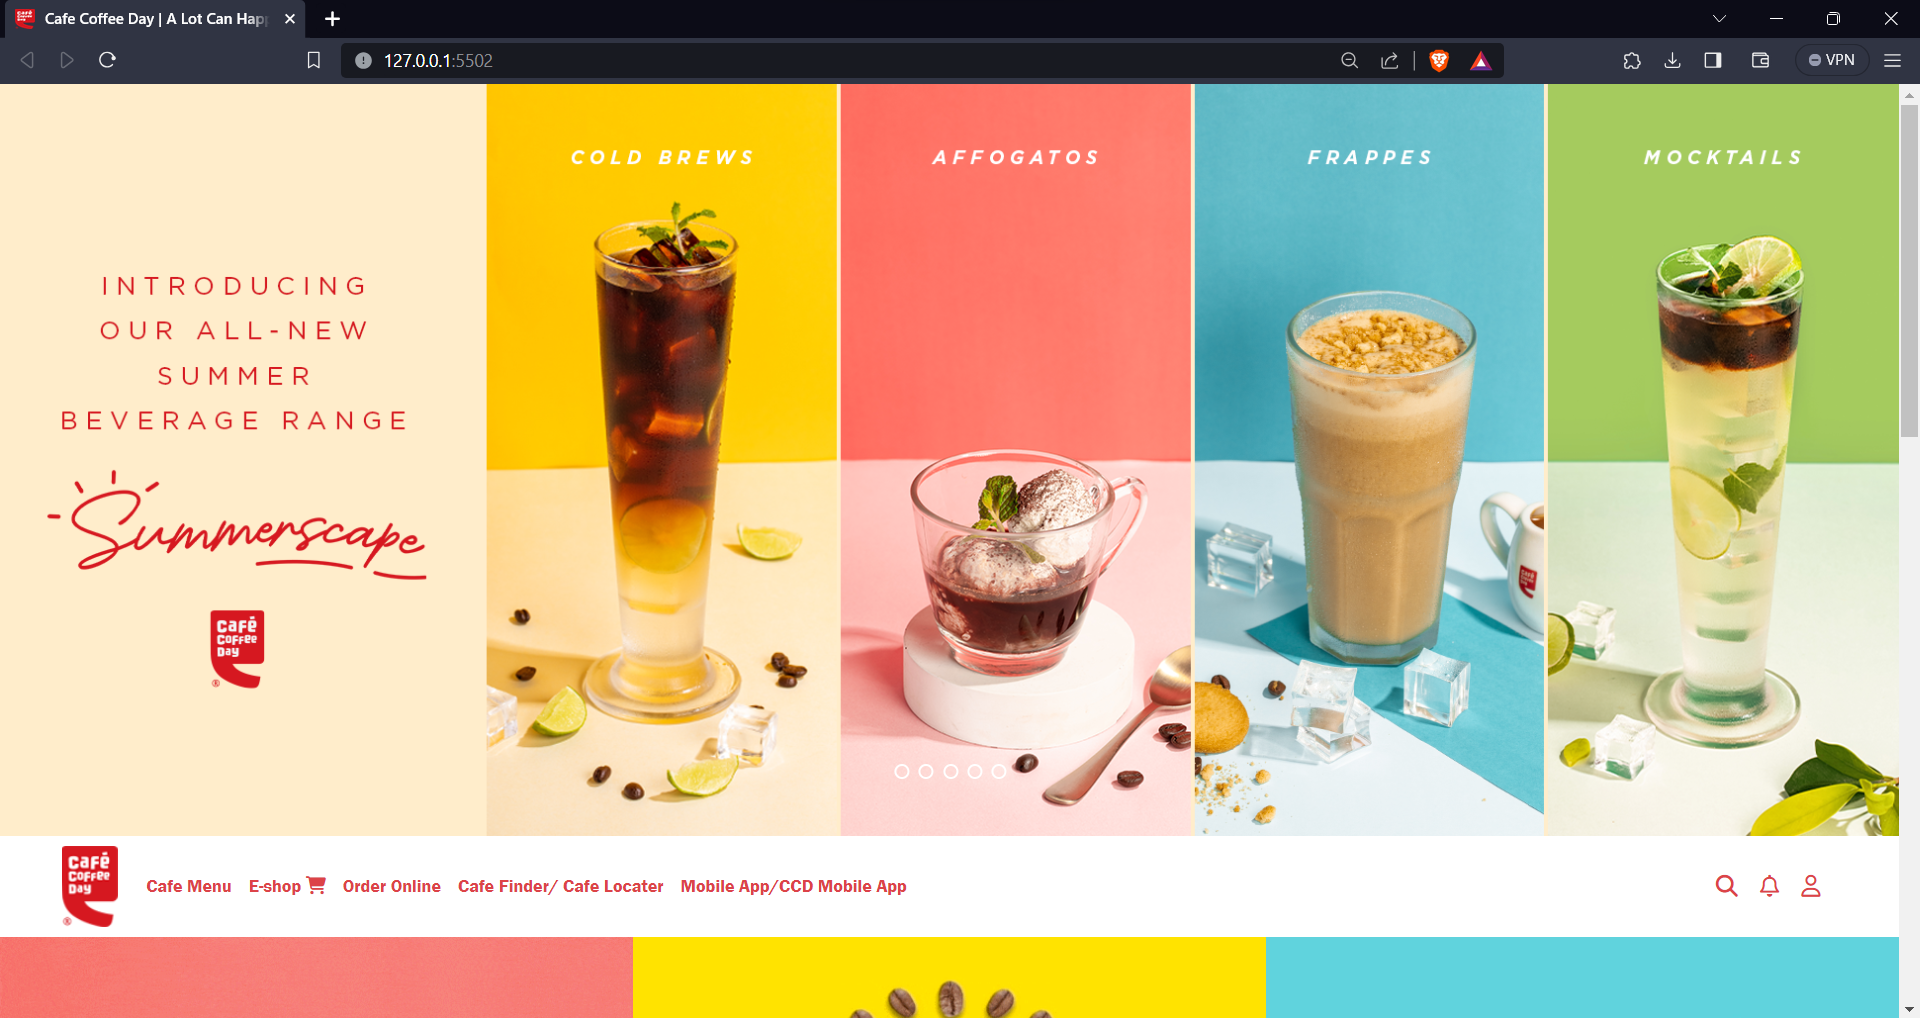 Cafe Coffee Day | A Lot Can Hap
127.0.0.1:5502
VPN
INTRODUCING
OUR ALL-NEW
SUMMER
BEVERAGE RANGE
Summerscape
Café
Coffee
Day
®
COLD BREWS
AFFOGATOS
FRAPPES
MOCKTAILS
Café
Coffee
Day
®
Cafe Menu E-shop Order Online Cafe Finder/ Cafe Locater Mobile App/CCD Mobile App